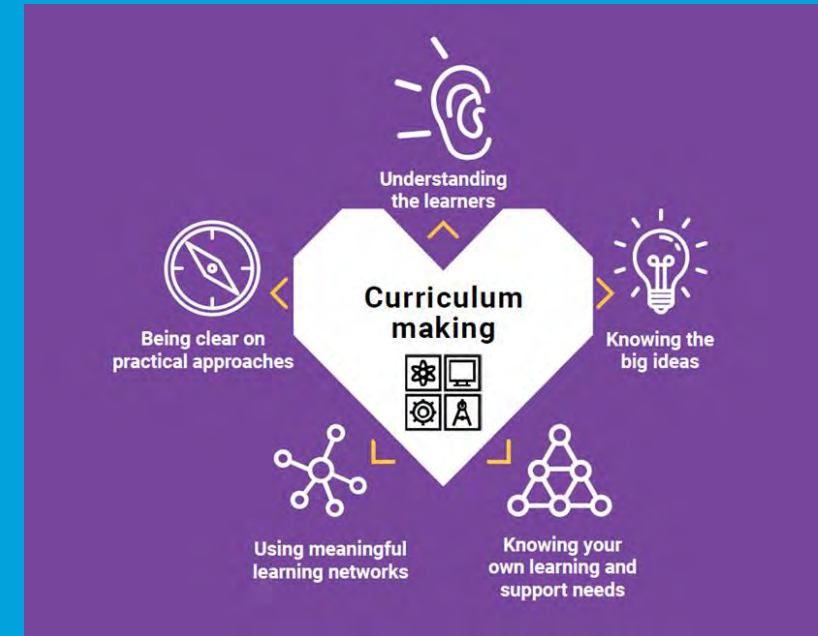 Understanding
the learners
Curriculum
making
Being clear on
practical approaches
Knowing the
big ideas
Using meaningful
learning networks
Knowing your
own learning and
support needs